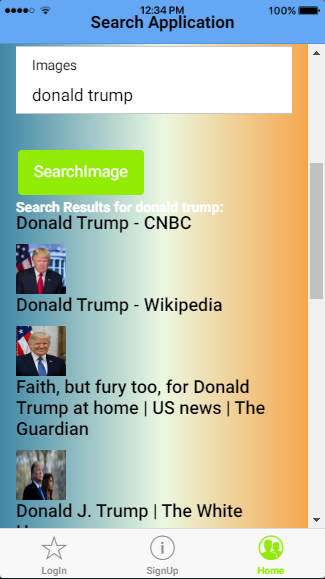 12:34 PM
100%
Search Application
Images
donald trump
SearchImage
Search Results for donald trump:
Donald Trump - CNBC
Donald Trump - Wikipedia
Faith, but fury too, for Donald
Trump at home | US news | The
Guardian
Donald J. Trump | The White
LogIn
SignUp
Home